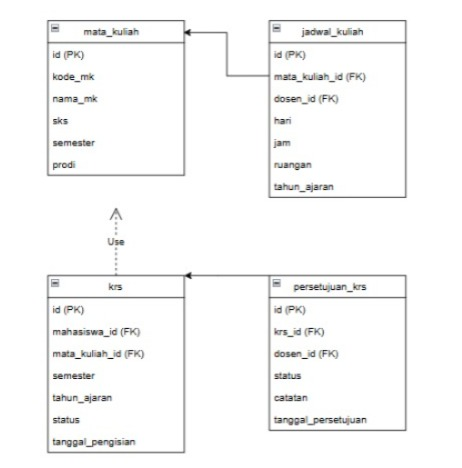 mata_kuliah
id (PK)
kode_mk
nama_mk
sks
semester
prodi
jadwal_kuliah
id (PK)
mata_kuliah_id (FK)
dosen_id (FK)
hari
jam
ruangan
tahun_ajaran
Use
krs
id (PK)
mahasiswa_id (FK)
mata_kuliah_id (FK)
semester
tahun_ajaran
status
tanggal_pengisian
persetujuan_krs
id (PK)
krs_id (FK)
dosen_id (FK)
status
catatan
tanggal_persetujuan